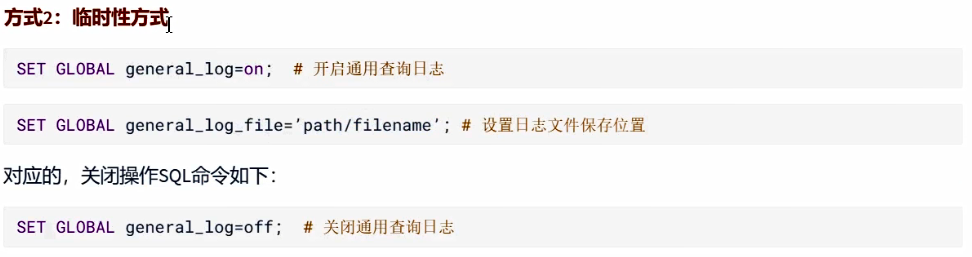 方式2：临时性方式
SET GLOBAL general_log=on;  # 开启通用查询日志
SET GLOBAL general_log_file=’path/filename’; # 设置日志文件保存位置
对应的，关闭操作SQL命令如下：
SET GLOBAL general_log=off;  # 关闭通用查询日志